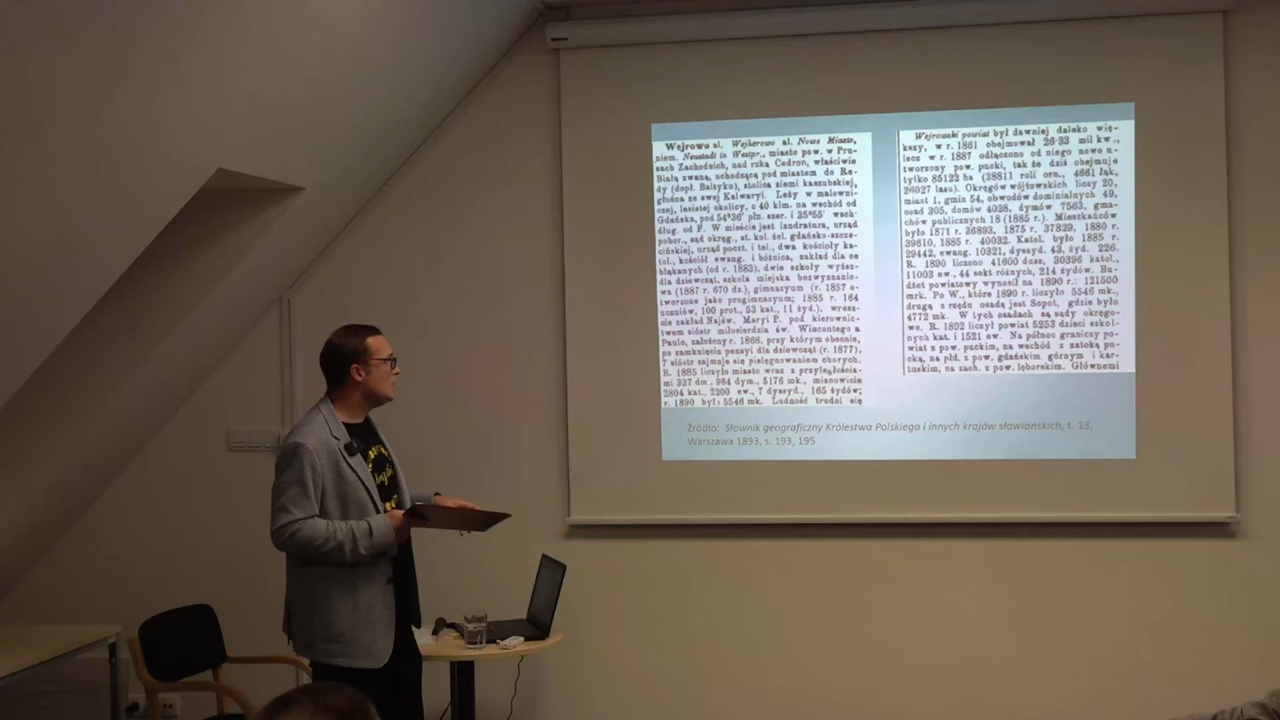 Wejrowo al. Wejherowo al. Nowe Miasto,
niem. Neustadt in Westpr., miasto pow. w Pru-
sach Zachodnich, nad rzką Cedron, właściwie
Białą zwaną, uchodzącą pod miastem do Re-
dy (dopł. Bałtyku), stolica ziemi kaszubskiej,
głośna ze swej Kalwaryi. Leży w malowni-
czej, lesistej okolicy, o 40 klm. na wschód od
Gdańska, pod 54°36' płn. szer. i 35°55' wsch.
dług. od F. W mieście jest landratura, urząd
pobor., sąd okręg., st. kol. żel. gdańsko-szcze-
cińskiej, urząd poczt. i tel., dwa kościoły ka-
tol., kościół ewang. i bóżnica, zakład dla o-
błąkanych (od r. 1883), dwie szkoły wyższe
dla dziewcząt, szkoła miejska bezwyznanio-
wa (1887 r. 670 dz.), gimnazyum (r. 1857 o-
tworzone jako progimnazyum; 1885 r. 164
uczniów, 100 prot., 53 kat., 11 żyd.), wresz-
cie zakład Najśw. Maryi P. pod kierownic-
twem sióstr miłosierdzia św. Wincentego a
Paulo, założony r. 1866, przy którym obecnie,
po zamknięciu pensyi dla dziewcząt (r. 1877),
7 sióstr zajmuje się pielęgnowaniem chorych.
R. 1885 liczyło miasto wraz z przyległościa-
mi 337 dm., 984 dym., 5176 mk., mianowicie
2804 kat., 2200 ew., 7 dyssyd., 165 żydów;
r. 1890 było 5546 mk. Ludność trudni się
Wejrowski powiat był dawniej daleko wię-
kszy, w r. 1861 obejmował 26·33 mil kw.,
lecz w r. 1887 odłączono od niego nowo u-
tworzony pow. pucki, tak że dziś obejmuje
tylko 85122 ha (38811 roli orn., 4661 łąk,
26027 lasu). Okręgów wójtowskich liczy 20,
miast 1, gmin 54, obwodów dominialnych 49,
osad 305, domów 4028, dymów 7563, gma-
chów publicznych 18 (1885 r.). Mieszkańców
było 1871 r. 36893, 1875 r. 37829, 1880 r.
39610, 1885 r. 40032. Katol. było 1885 r.
29442, ewang. 10321, dyssyd. 43, żyd. 226.
R. 1890 liczono 41600 dusz, 30396 katol.,
11003 ew., 44 sekt różnych, 214 żydów. Bu-
dżet powiatowy wynosił na 1890 r.: 121500
mrk. Po W., które 1890 r. liczyło 5546 mk.,
drugą z rzędu osadą jest Sopot, gdzie było
4772 mk. W tych osadach są sądy okręgo-
we. R. 1892 liczył powiat 5253 dzieci szkol-
nych kat. i 1521 ew. Na północ graniczy po-
wiat z pow. puckim, na wschód z zatoką pu-
cką, na płd. z pow. gdańskim górnym i kar-
tuskim, na zach. z pow. lęborskim. Głównemi
Źródło: Słownik geograficzny Królestwa Polskiego i innych krajów sławiańskich, t. 13,
Warszawa 1893, s. 193, 195